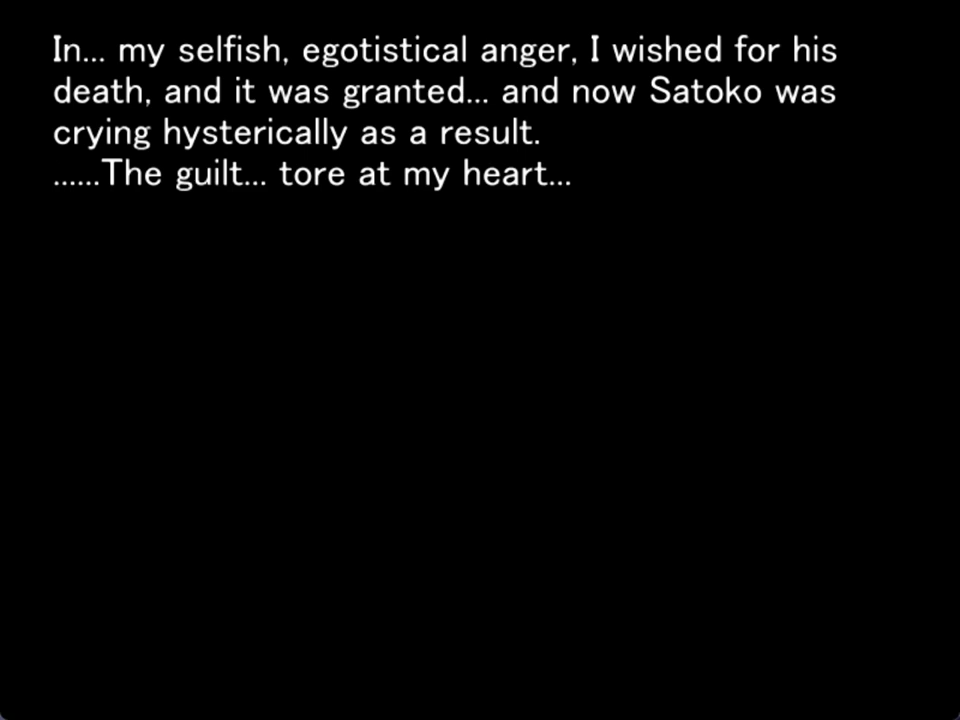 In... my selfish, egotistical anger, I wished for his
death, and it was granted... and now Satoko was
crying hysterically as a result.
......The guilt... tore at my heart...